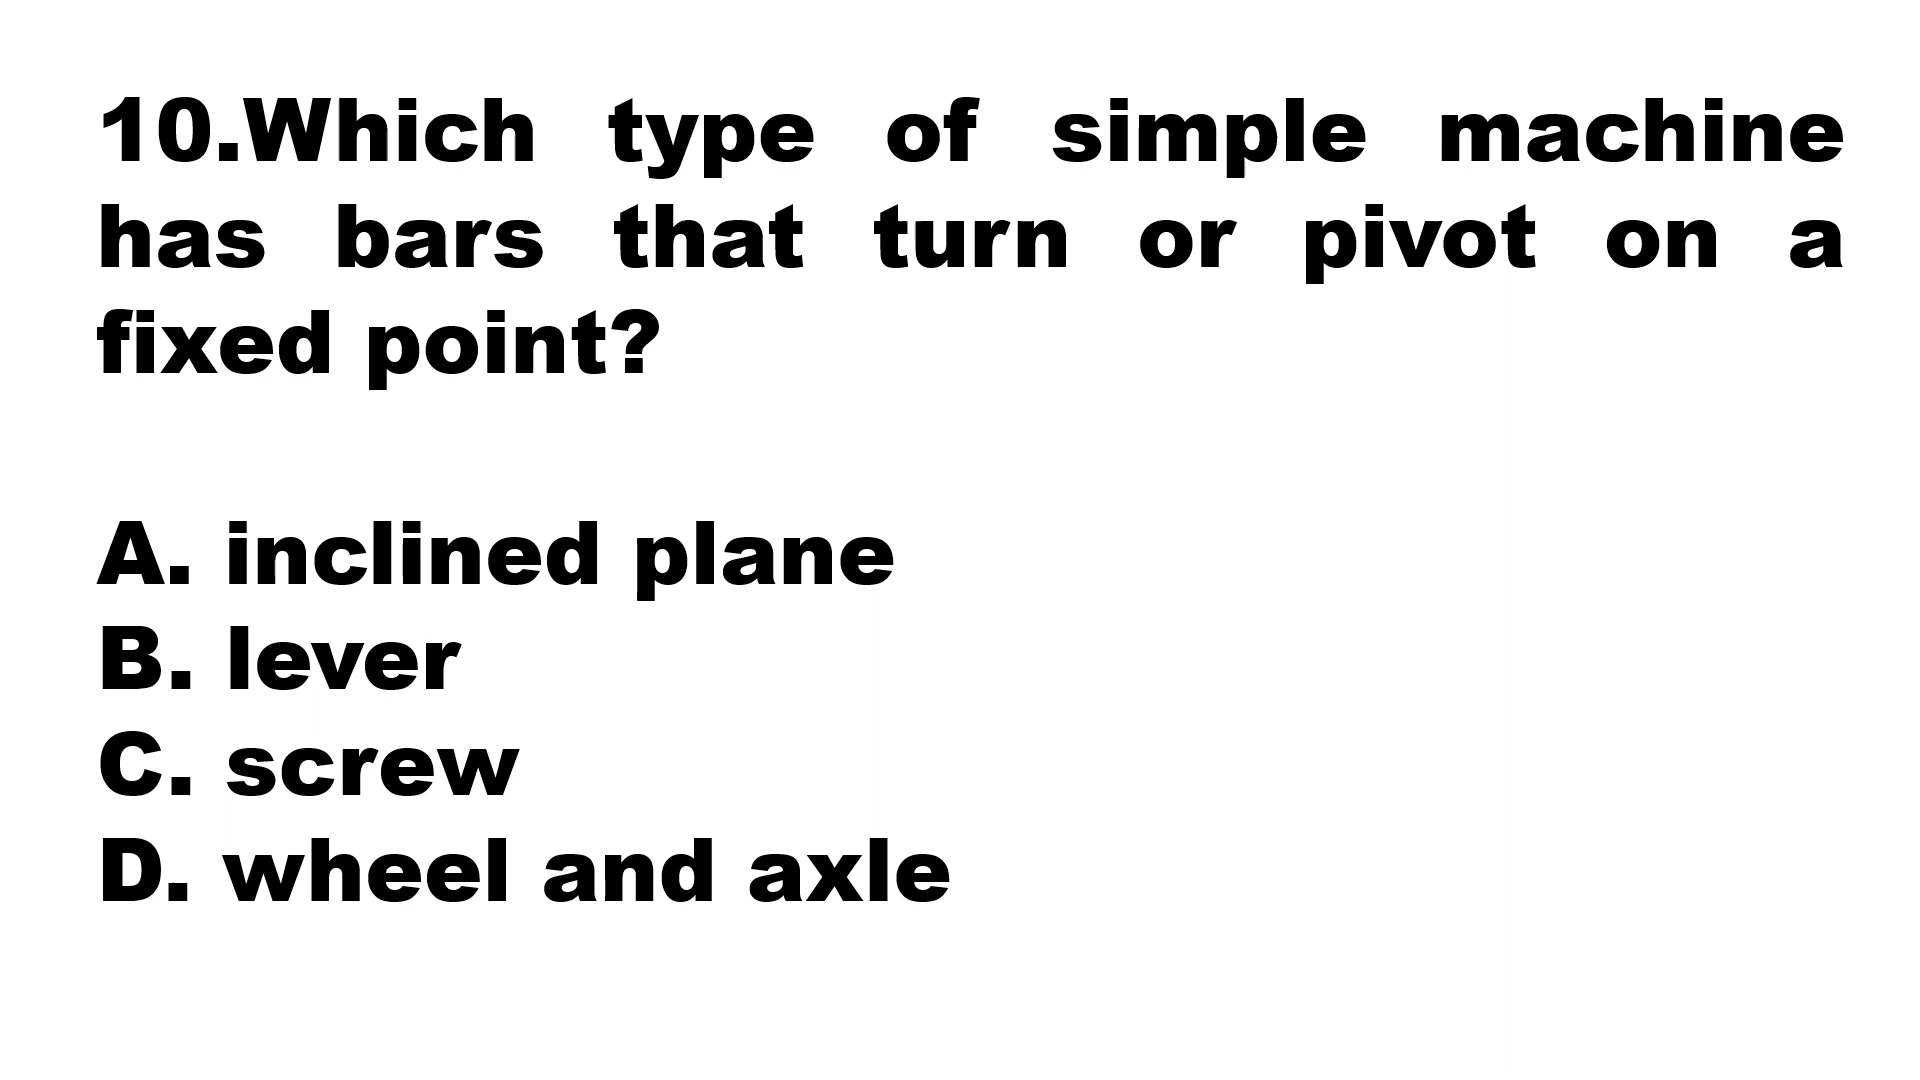 10.Which type of simple machine
has bars that turn or pivot on a
fixed point?
A. inclined plane
B. lever
C. screw
D. wheel and axle